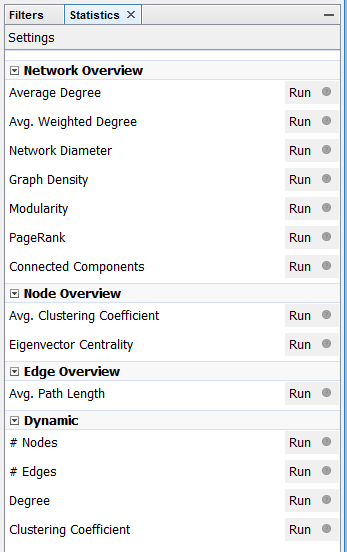 Filters Statistics
Settings
Network Overview
Average Degree Run
Avg. Weighted Degree Run
Network Diameter Run
Graph Density Run
Modularity Run
PageRank Run
Connected Components Run
Node Overview
Avg. Clustering Coefficient Run
Eigenvector Centrality Run
Edge Overview
Avg. Path Length Run
Dynamic
# Nodes Run
# Edges Run
Degree Run
Clustering Coefficient Run